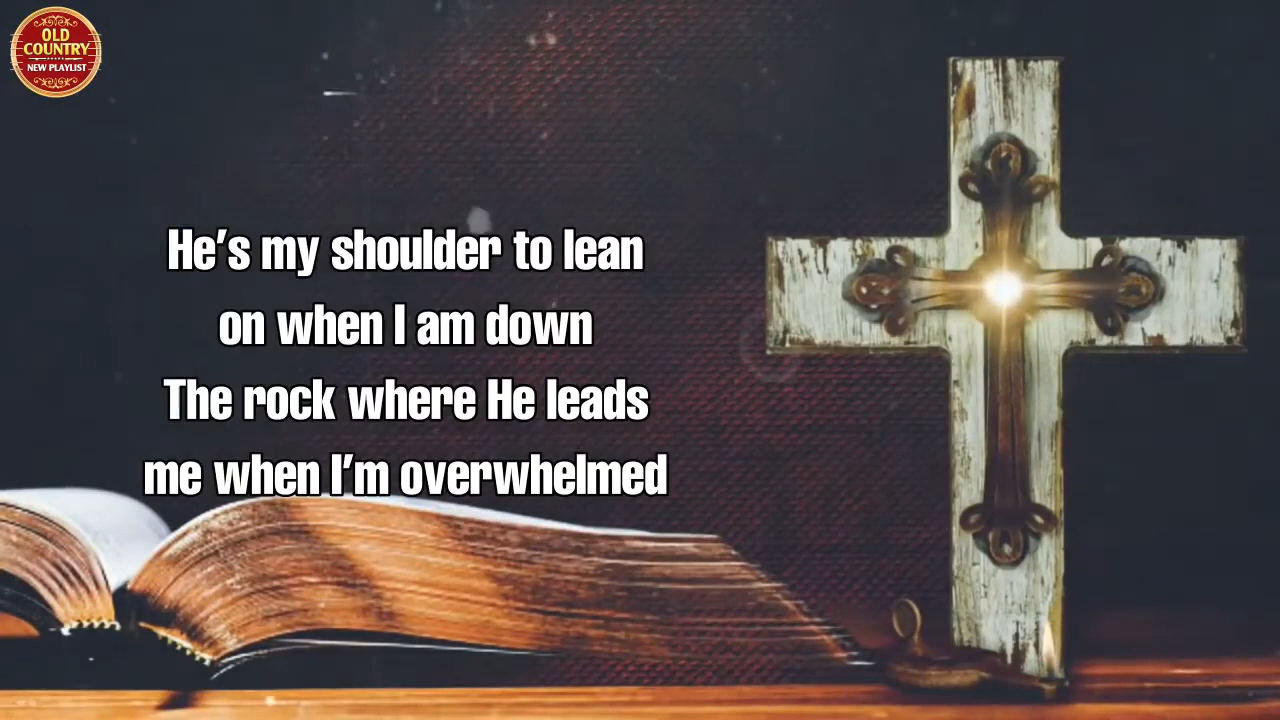 OLD
COUNTRY
NEW PLAYLIST
He's my shoulder to lean
on when I am down
The rock where He leads
me when I'm overwhelmed